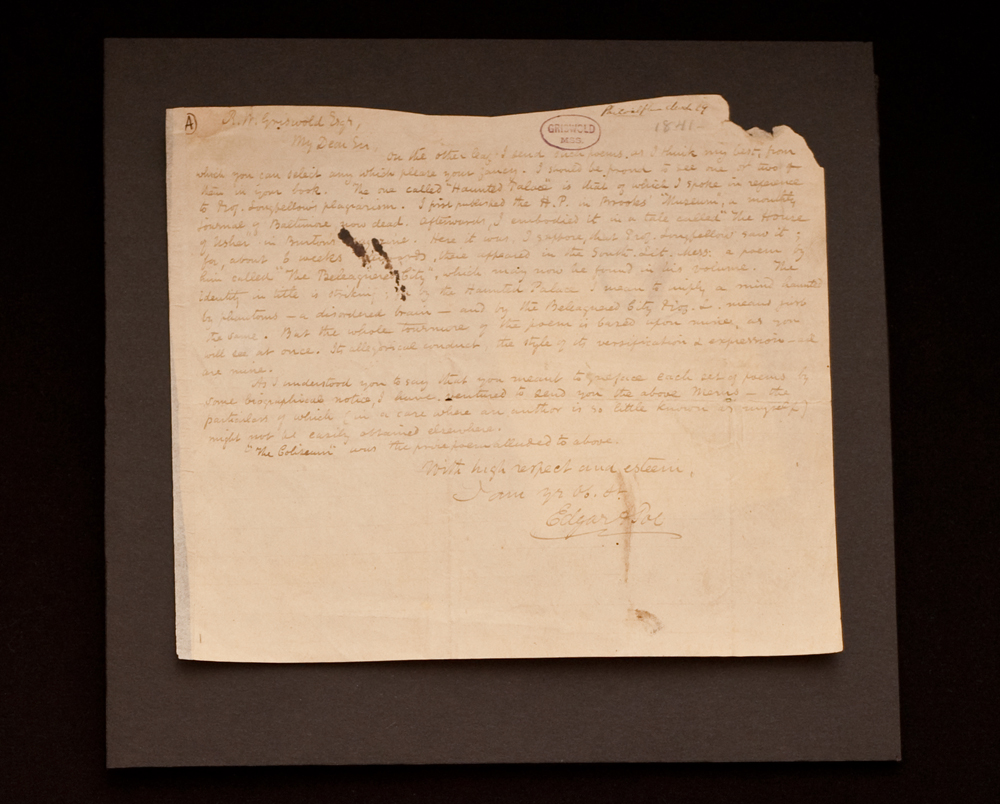 A
R. W. Griswold Esqr,
GRISWOLD
MSS.
1841 -
My Dear Sir,
On the other leaf I send such poems as I think my best, from
which you can select any which please your fancy. I should be proud to see one or two of
them in your book. The one called "Haunted Palace" is that of which I spoke in reference
to Prof. Longfellow's plagiarism. I first published the H.P. in Brooks' "Museum", a monthly
journal of Baltimore, now dead. Afterwards, I embodied it in a tale called "The House
of Usher" in Burton's Here it was, I suppose, that Prof. Longfellow saw it;
for, about 6 weeks there appeared in the South. Lit. Mess. a poem by
him called "The Beleaguered City", which may now be found in his volume. The
identity in title is striking; by the Haunted Palace I mean to imply a mind haunted
by phantoms — a disordered brain — and by the Beleaguered City Prof. L. means just
the same. But the whole tournure of the poem is based upon mine, as you
will see at once. Its allegorical conduct, the style of its versification & expression — all
are mine.
As I understood you to say that you meant to preface each set of poems by
some biographical notice, I have ventured to send you the above memo — the
particulars of which (in a case where an author is so little known as myself)
might not be easily obtained elsewhere.
"The Coliseum" was the prize poem alluded to above.
With high respect and esteem,
I am yr Ob. St.
Edgar A Poe